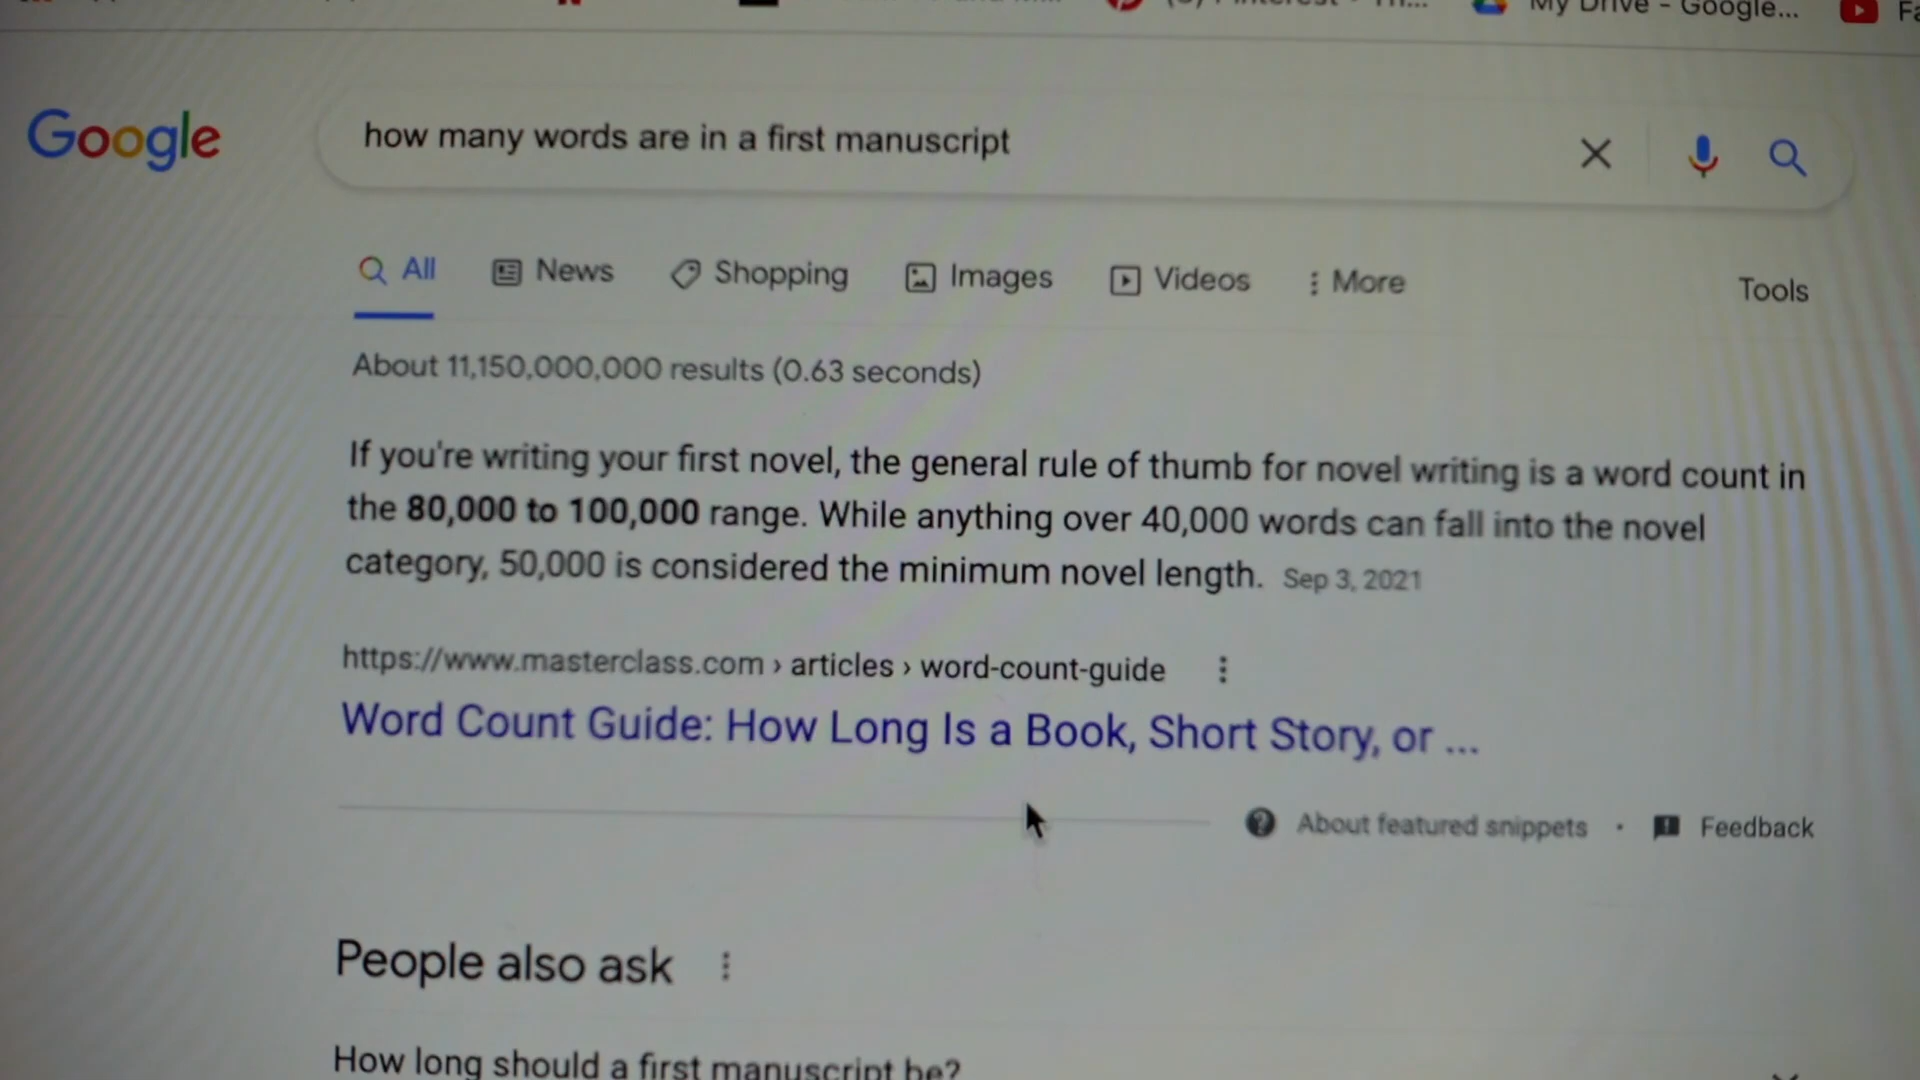 My Drive - Google...
Google
how many words are in a first manuscript
All News Shopping Images Videos More Tools
About 11,150,000,000 results (0.63 seconds)
If you're writing your first novel, the general rule of thumb for novel writing is a word count in
the 80,000 to 100,000 range. While anything over 40,000 words can fall into the novel
category, 50,000 is considered the minimum novel length. Sep 3, 2021
https://www.masterclass.com › articles › word-count-guide
Word Count Guide: How Long Is a Book, Short Story, or ...
About featured snippets · Feedback
People also ask
How long should a first manuscript be?